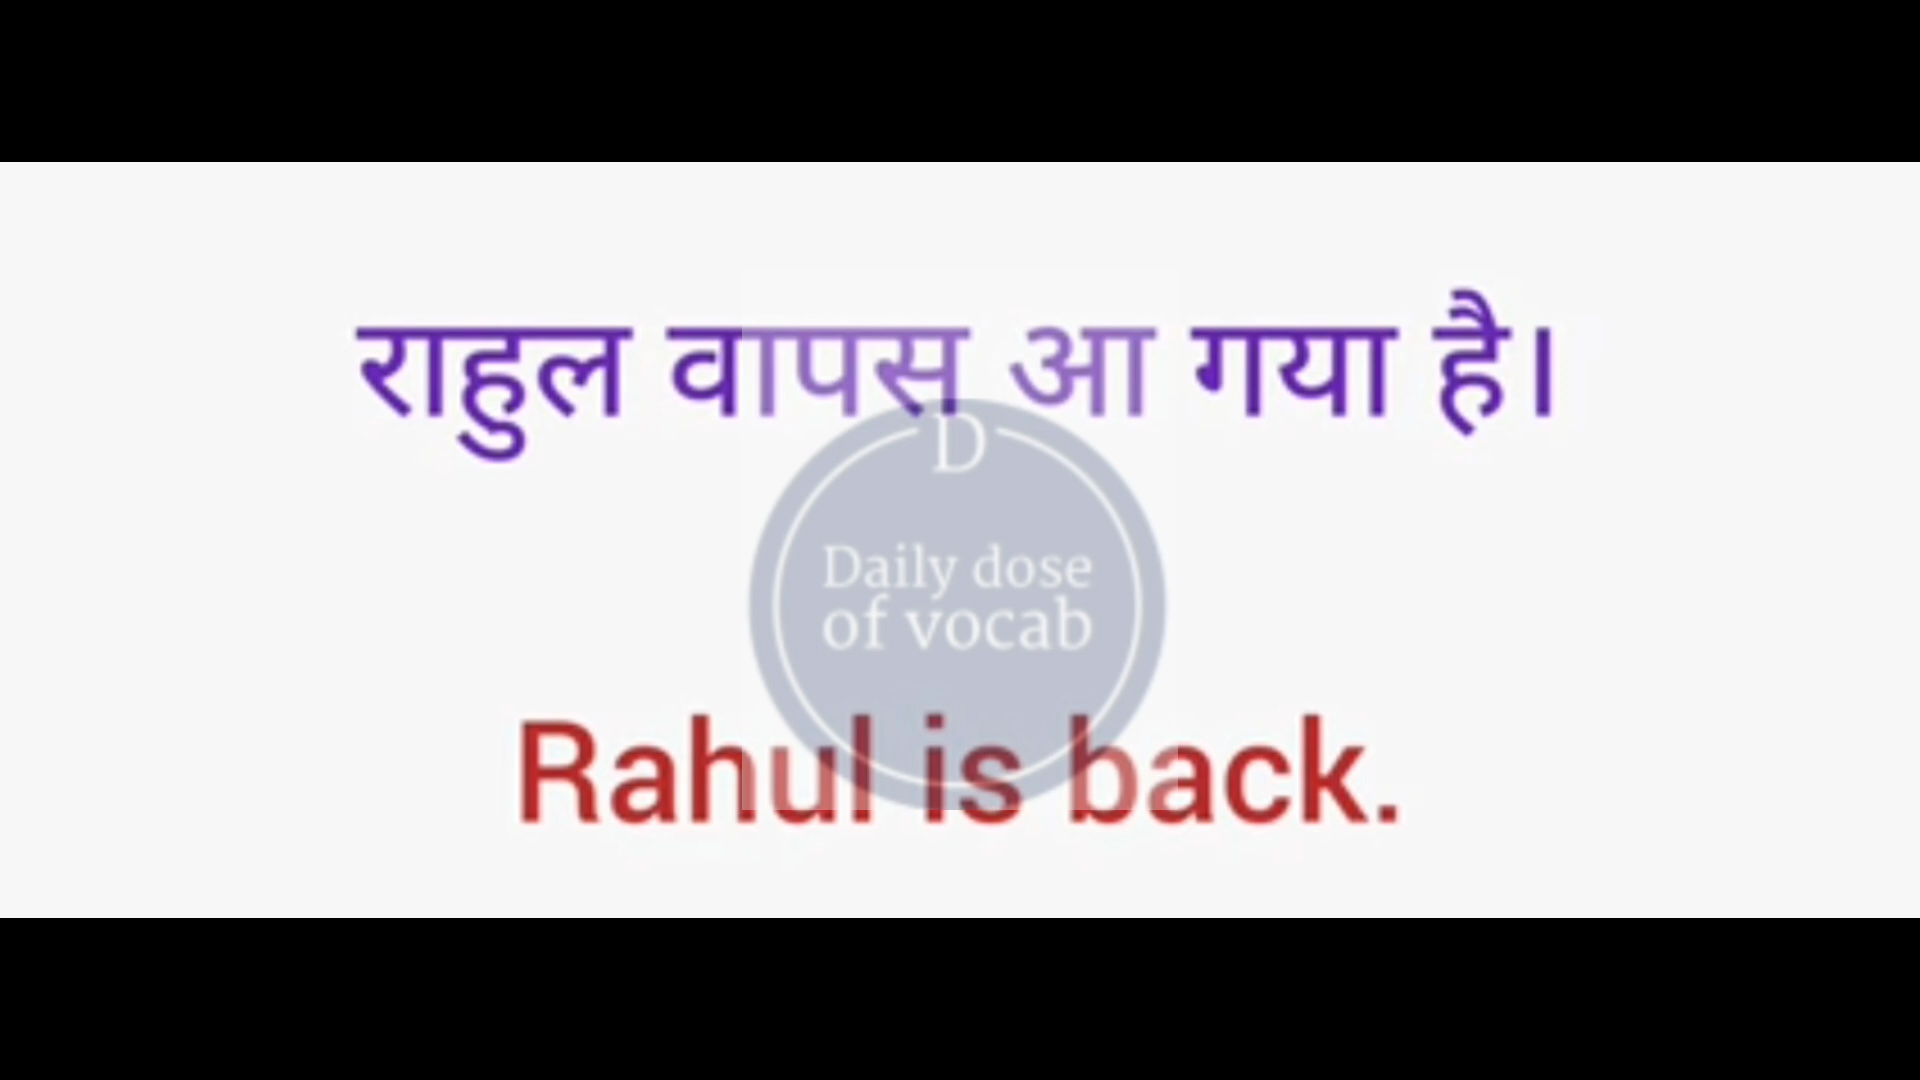 राहुल वापस आ गया है।
D
Daily dose
of vocab
Rahul is back.